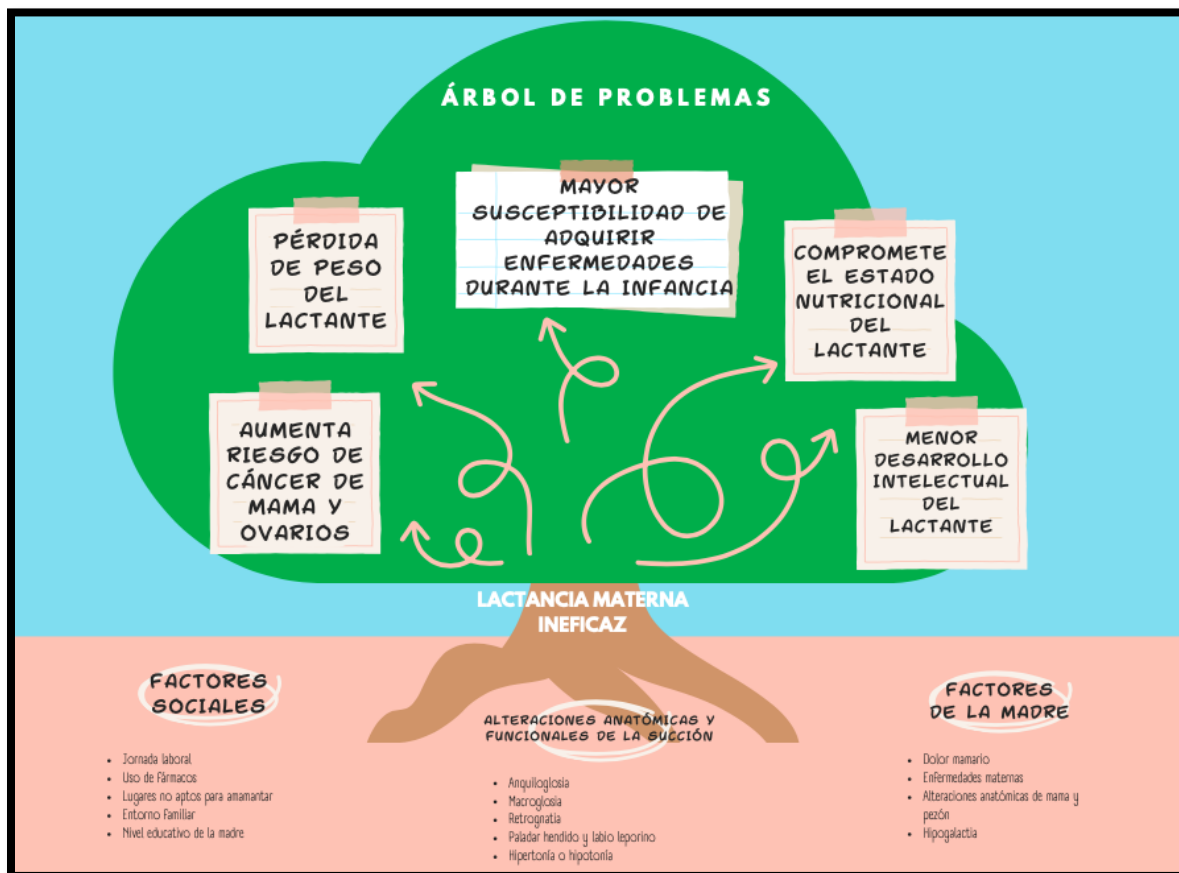 ÁRBOL DE PROBLEMAS
MAYOR
SUSCEPTIBILIDAD DE
ADQUIRIR
ENFERMEDADES
DURANTE LA INFANCIA
PÉRDIDA
DE PESO
DEL
LACTANTE
COMPROMETE
EL ESTADO
NUTRICIONAL
DEL
LACTANTE
AUMENTA
RIESGO DE
CÁNCER DE
MAMA Y
OVARIOS
MENOR
DESARROLLO
INTELECTUAL
DEL
LACTANTE
LACTANCIA MATERNA
INEFICAZ
FACTORES
SOCIALES
• Jornada laboral
• Uso de fármacos
• Lugares no aptos para amamantar
• Entorno familiar
• Nivel educativo de la madre
ALTERACIONES ANATÓMICAS Y
FUNCIONALES DE LA SUCCIÓN
• Anquiloglosia
• Macroglosia
• Retrognatia
• Paladar hendido y labio leporino
• Hipertonía o hipotonía
FACTORES
DE LA MADRE
• Dolor mamario
• Enfermedades maternas
• Alteraciones anatómicas de mama y
pezón
• Hipogalactia